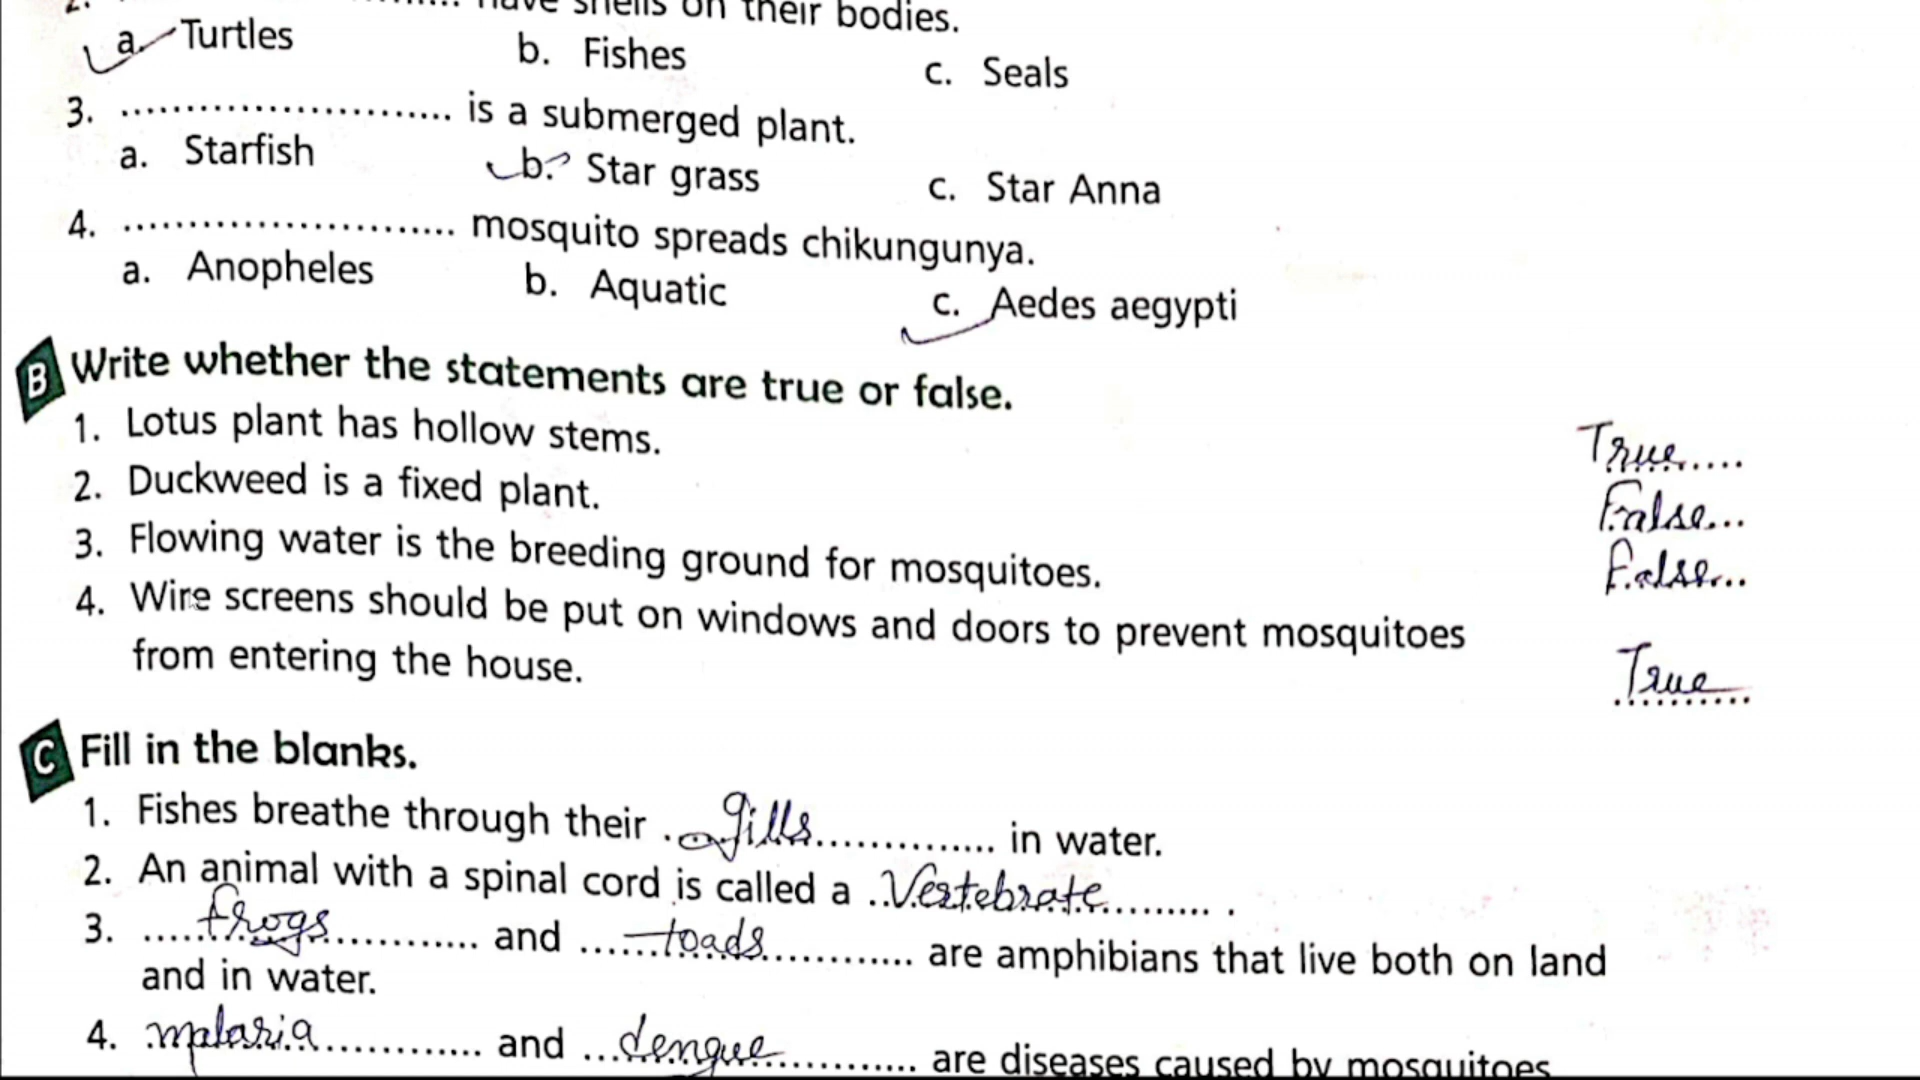 2. .......... have shells on their bodies.
a. Turtles b. Fishes c. Seals
3. .......... is a submerged plant.
a. Starfish b. Star grass c. Star Anna
4. .......... mosquito spreads chikungunya.
a. Anopheles b. Aquatic c. Aedes aegypti
B Write whether the statements are true or false.
1. Lotus plant has hollow stems. True
2. Duckweed is a fixed plant. False
3. Flowing water is the breeding ground for mosquitoes. False
4. Wire screens should be put on windows and doors to prevent mosquitoes
from entering the house. True
C Fill in the blanks.
1. Fishes breathe through their gills in water.
2. An animal with a spinal cord is called a Vertebrate.
3. frogs and toads are amphibians that live both on land
and in water.
4. malaria and dengue are diseases caused by mosquitoes